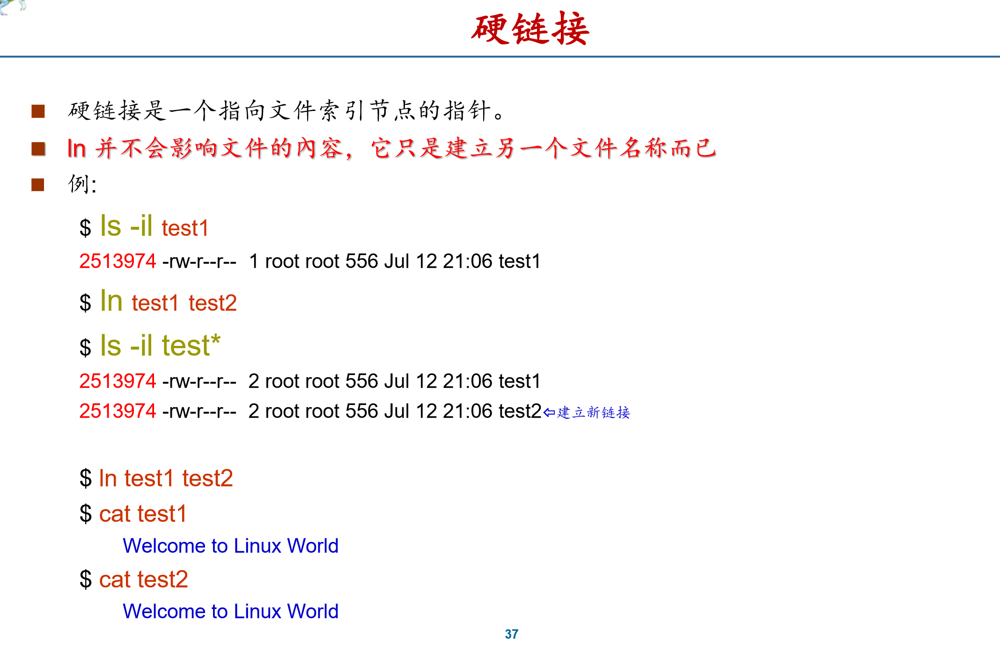 硬链接
■ 硬链接是一个指向文件索引节点的指针。
■ ln 并不会影响文件的內容，它只是建立另一个文件名称而已
■ 例:
$ ls -il test1
2513974 -rw-r--r-- 1 root root 556 Jul 12 21:06 test1
$ ln test1 test2
$ ls -il test*
2513974 -rw-r--r-- 2 root root 556 Jul 12 21:06 test1
2513974 -rw-r--r-- 2 root root 556 Jul 12 21:06 test2⇦建立新链接
$ ln test1 test2
$ cat test1
Welcome to Linux World
$ cat test2
Welcome to Linux World
37